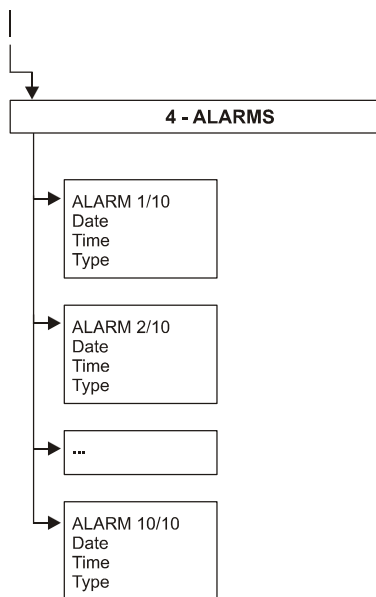 4 - ALARMS
ALARM 1/10
Date
Time
Type
ALARM 2/10
Date
Time
Type
...
ALARM 10/10
Date
Time
Type